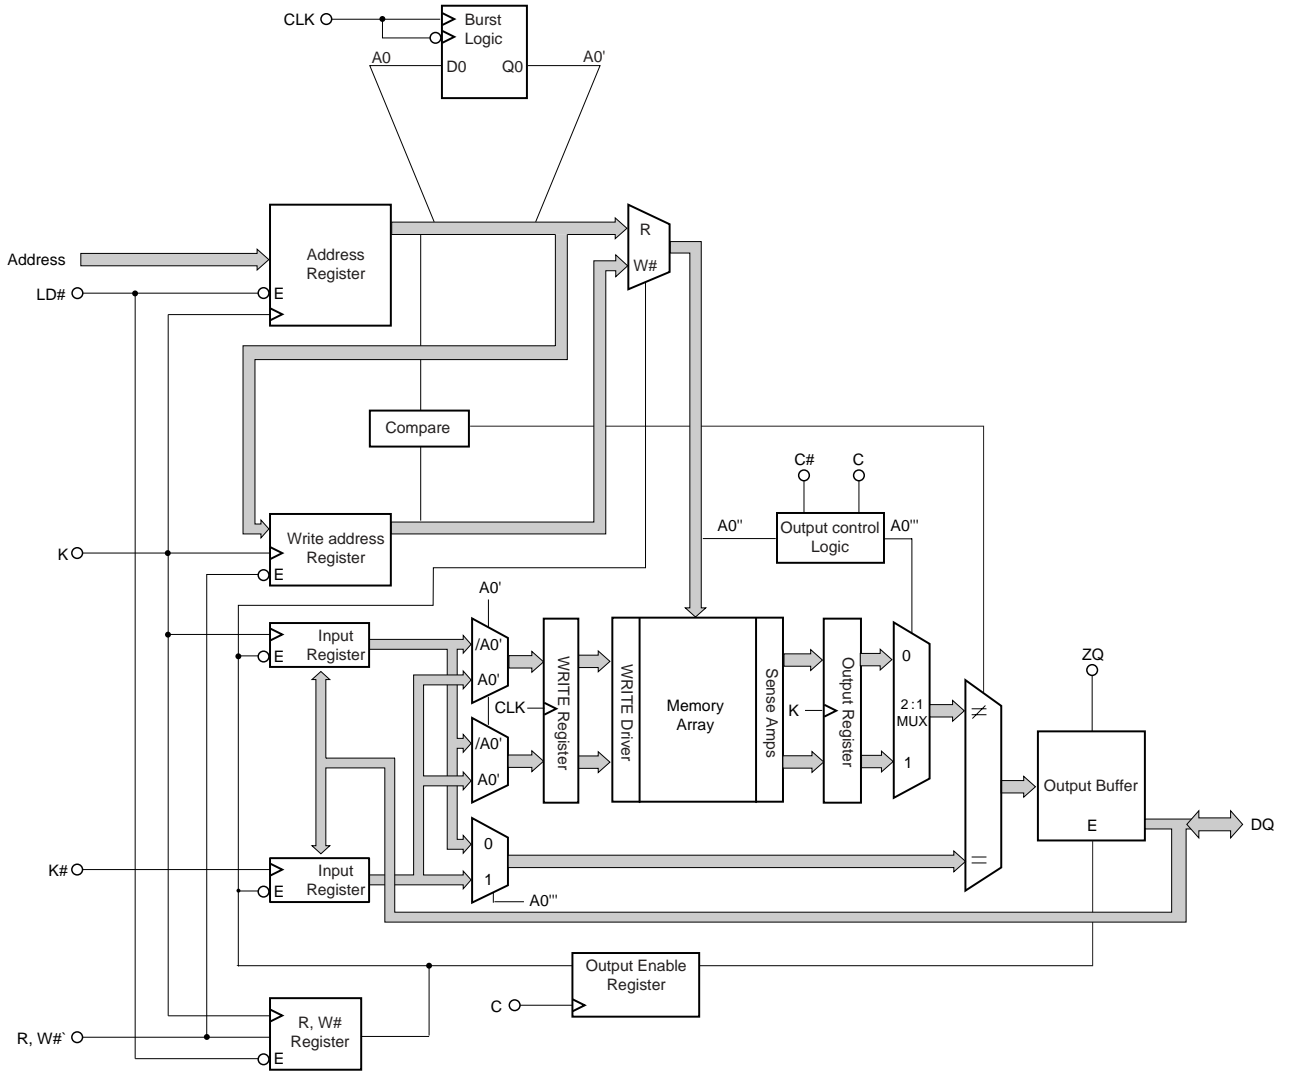 CLK
Burst
Logic
A0
D0
Q0
A0'
Address
Address
Register
R
W#
LD#
E
Compare
C#
C
A0''
Output control
Logic
A0'''
Write address
Register
K
E
A0'
Input
Register
E
/A0'
A0'
CLK
/A0'
A0'
WRITE Register
WRITE Driver
Memory
Array
Sense Amps
K
Output Register
0
2:1
MUX
1
≠
=
ZQ
Output Buffer
E
DQ
K#
Input
Register
E
0
1
A0'''
Output Enable
Register
C
R, W#`
R, W#
Register
E